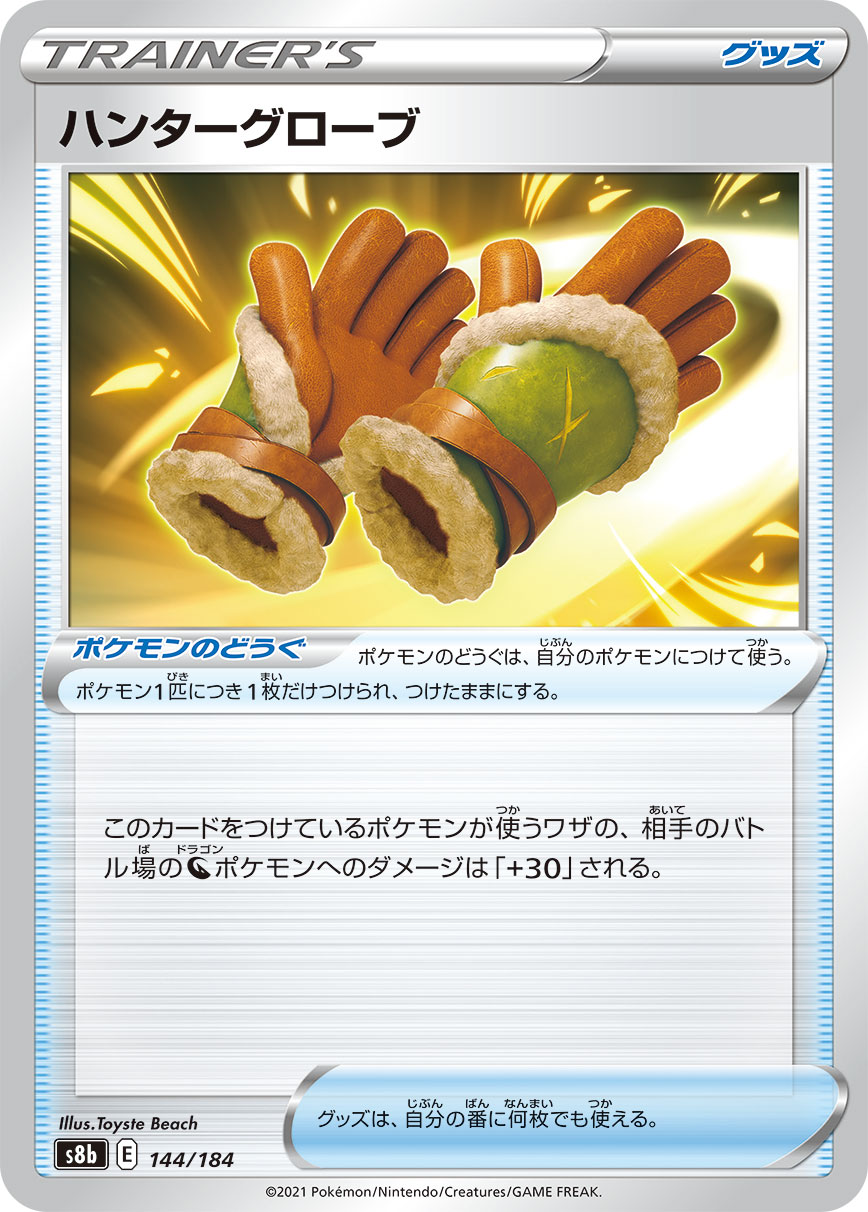 TRAINER'S グッズ
ハンターグローブ
ポケモンのどうぐ ポケモンのどうぐは、自分のポケモンにつけて使う。
ポケモン1匹につき1枚だけつけられ、つけたままにする。
このカードをつけているポケモンが使うワザの、相手のバト
ル場のポケモンへのダメージは「+30」される。
グッズは、自分の番に何枚でも使える。
Illus.Toyste Beach
s8b E 144/184
©2021 Pokémon/Nintendo/Creatures/GAME FREAK.